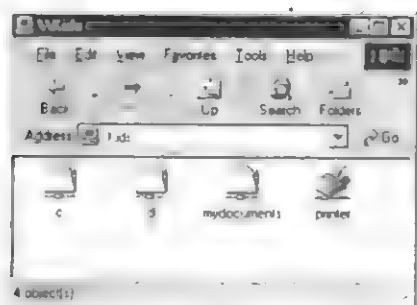 File Edit View Favorites Tools Help
Back Up Search Folders
Address Go
c d mydocuments printer
4 object(s)